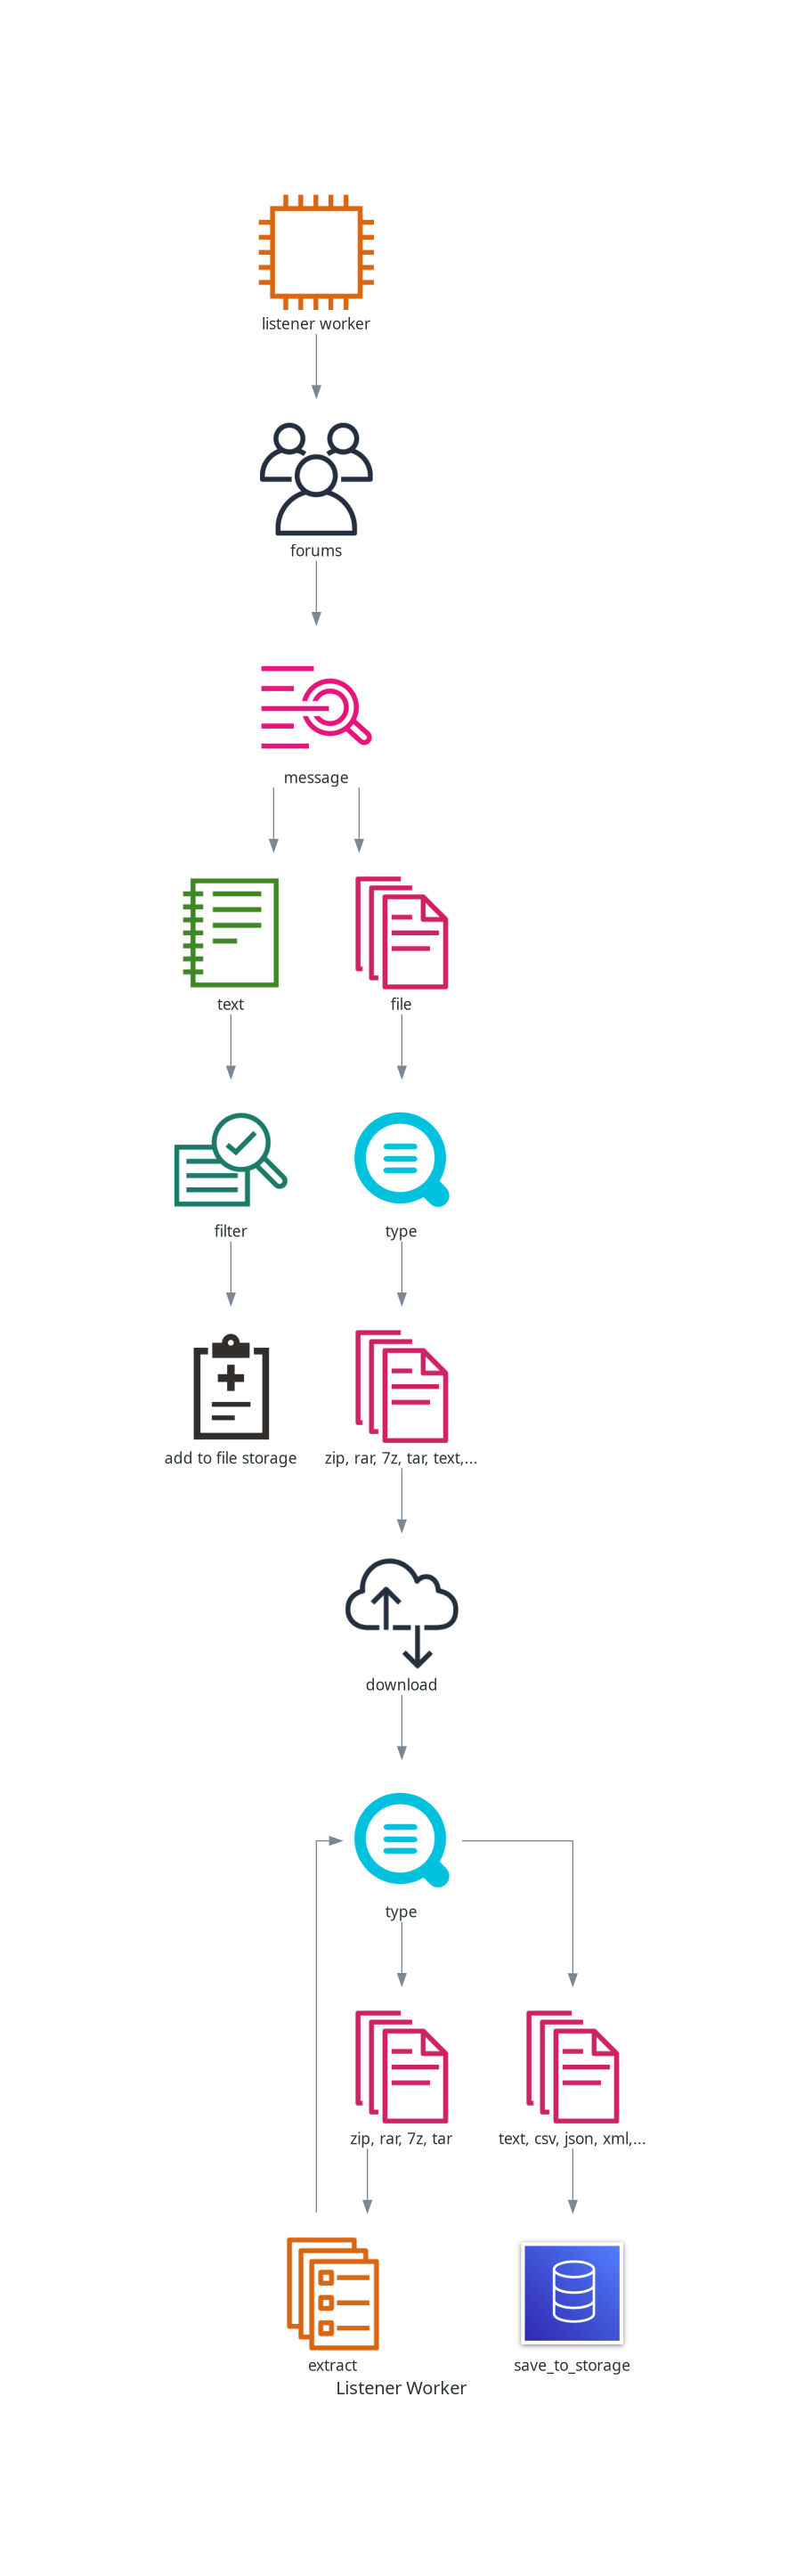 listener worker
forums
message
text
file
filter
type
add to file storage
zip, rar, 7z, tar, text,...
download
type
zip, rar, 7z, tar
text, csv, json, xml,...
extract
save_to_storage
Listener Worker